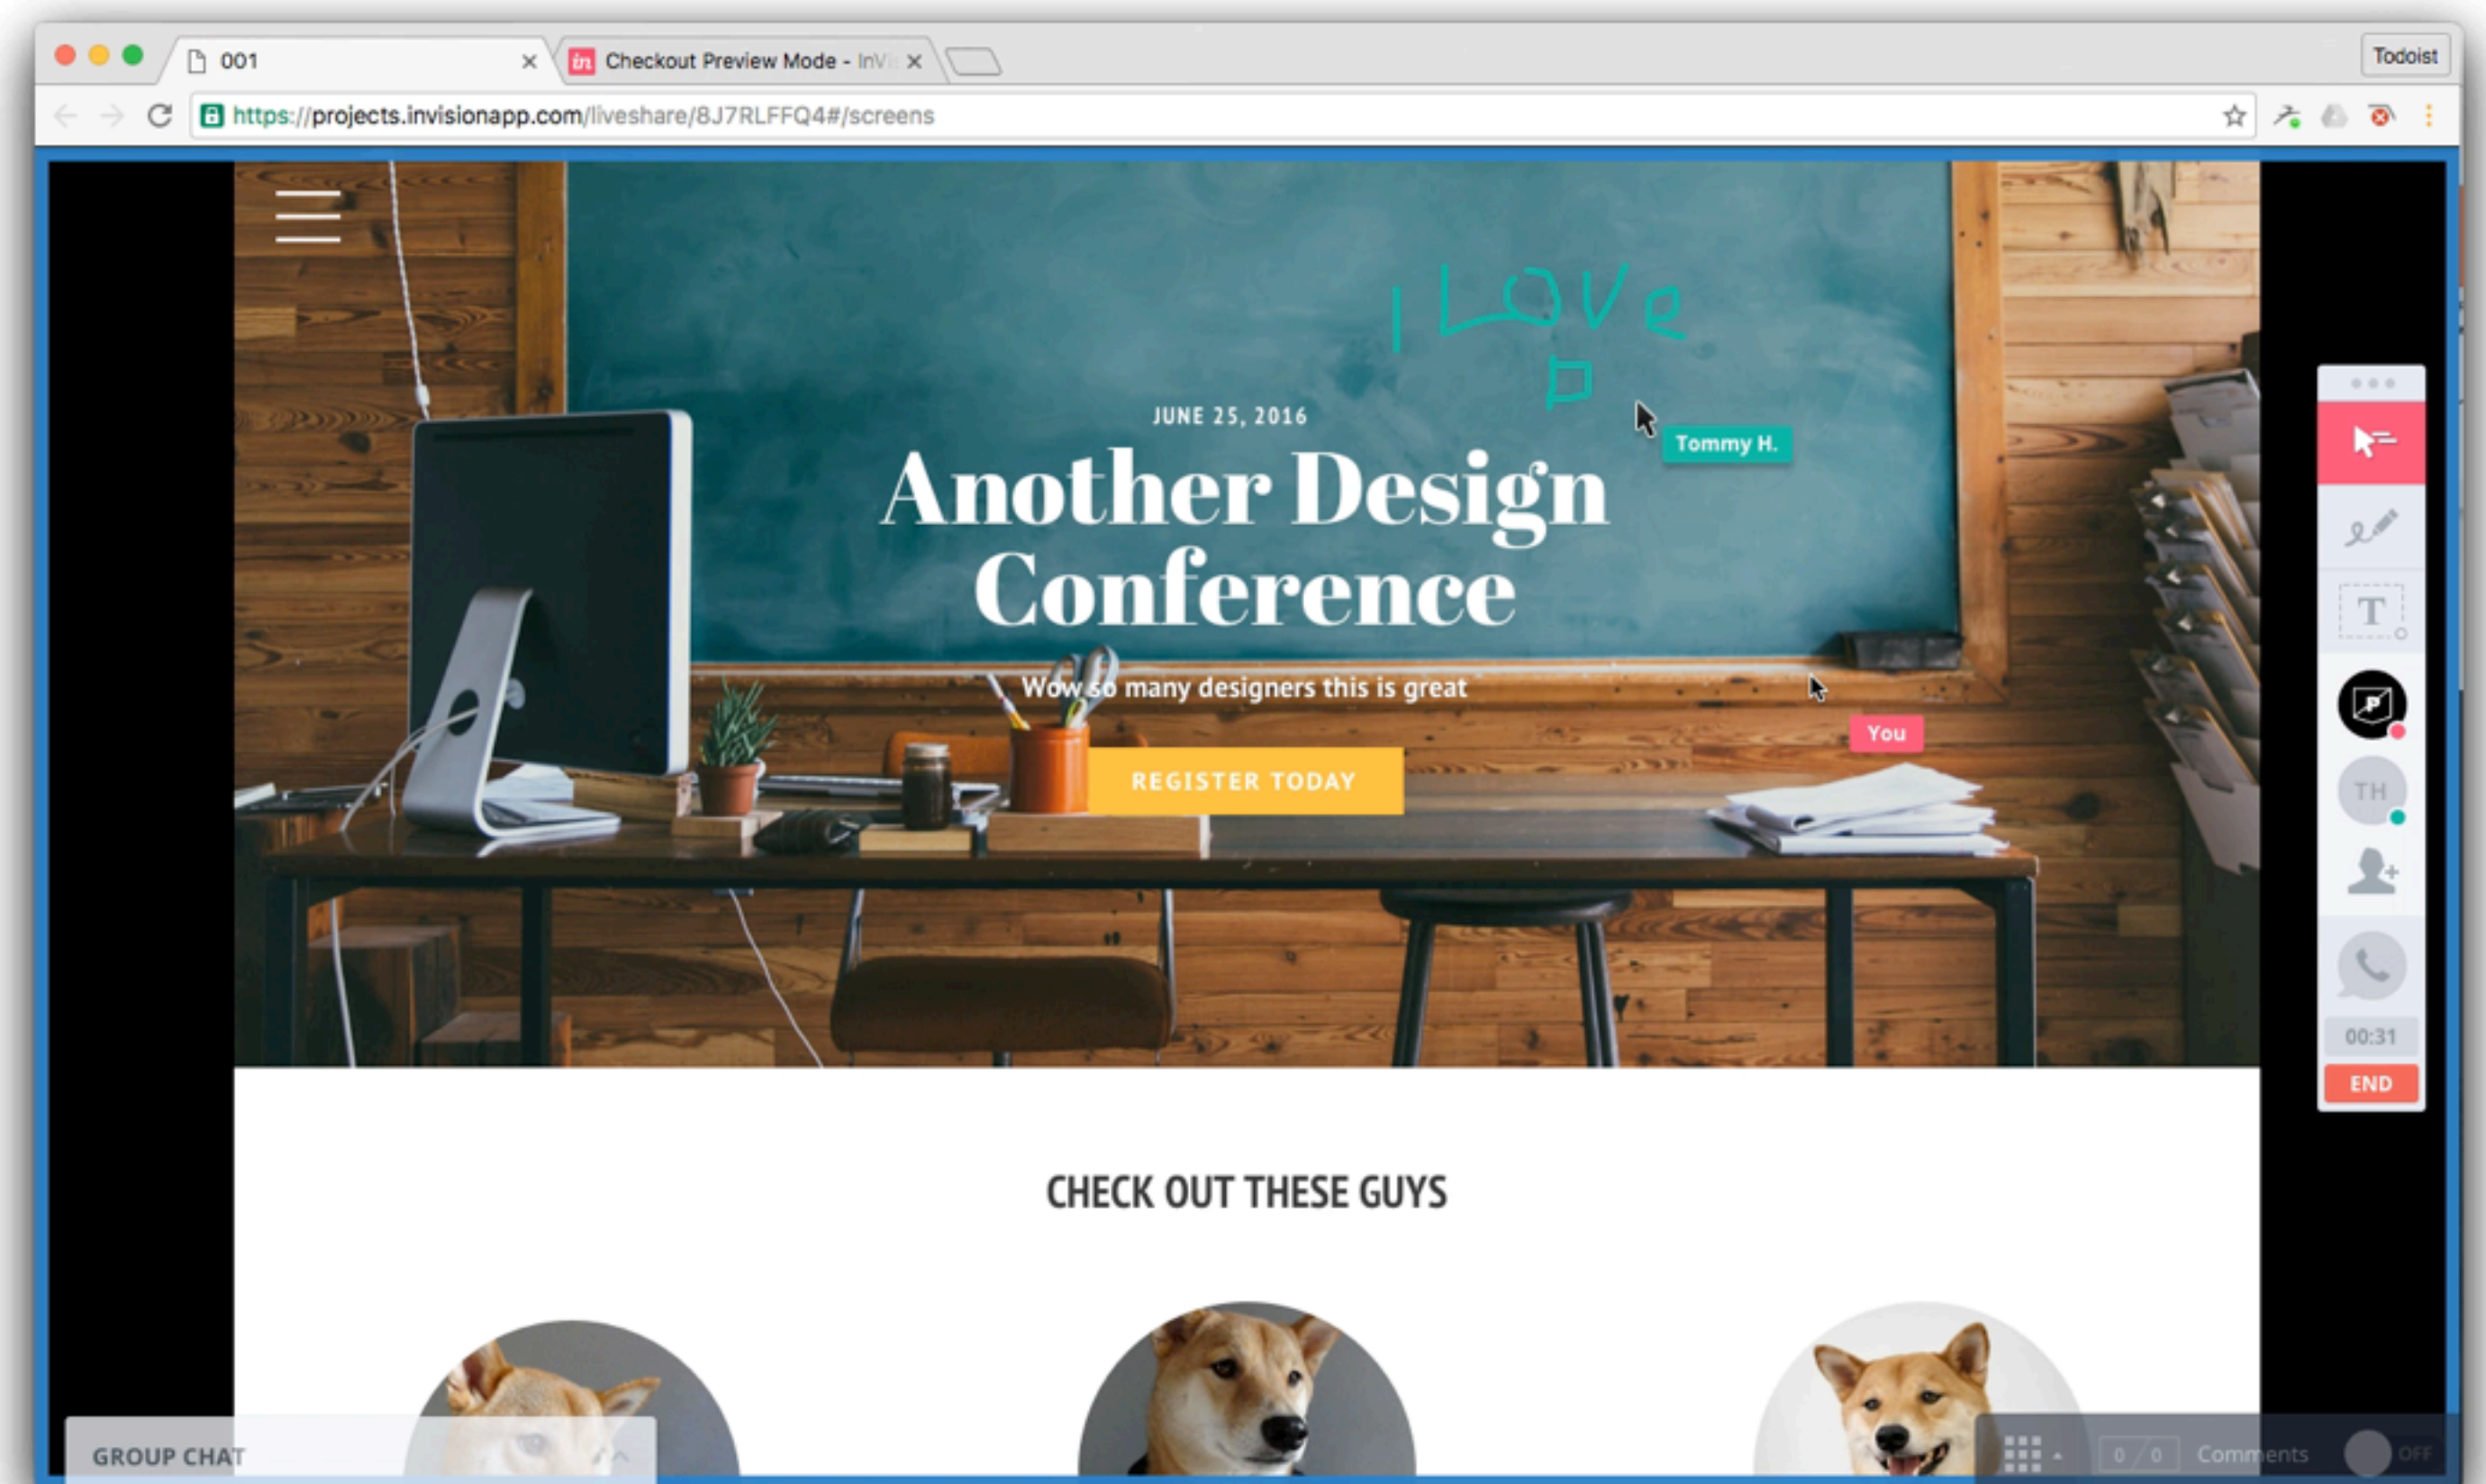 001
Checkout Preview Mode - InVi
Todoist
https://projects.invisionapp.com/liveshare/8J7RLFFQ4#/screens
I LOVe
JUNE 25, 2016
Tommy H.
Another Design
Conference
T
Wow so many designers this is great
P
You
REGISTER TODAY
TH
00:31
END
CHECK OUT THESE GUYS
GROUP CHAT
0 / 0
Comments
OFF